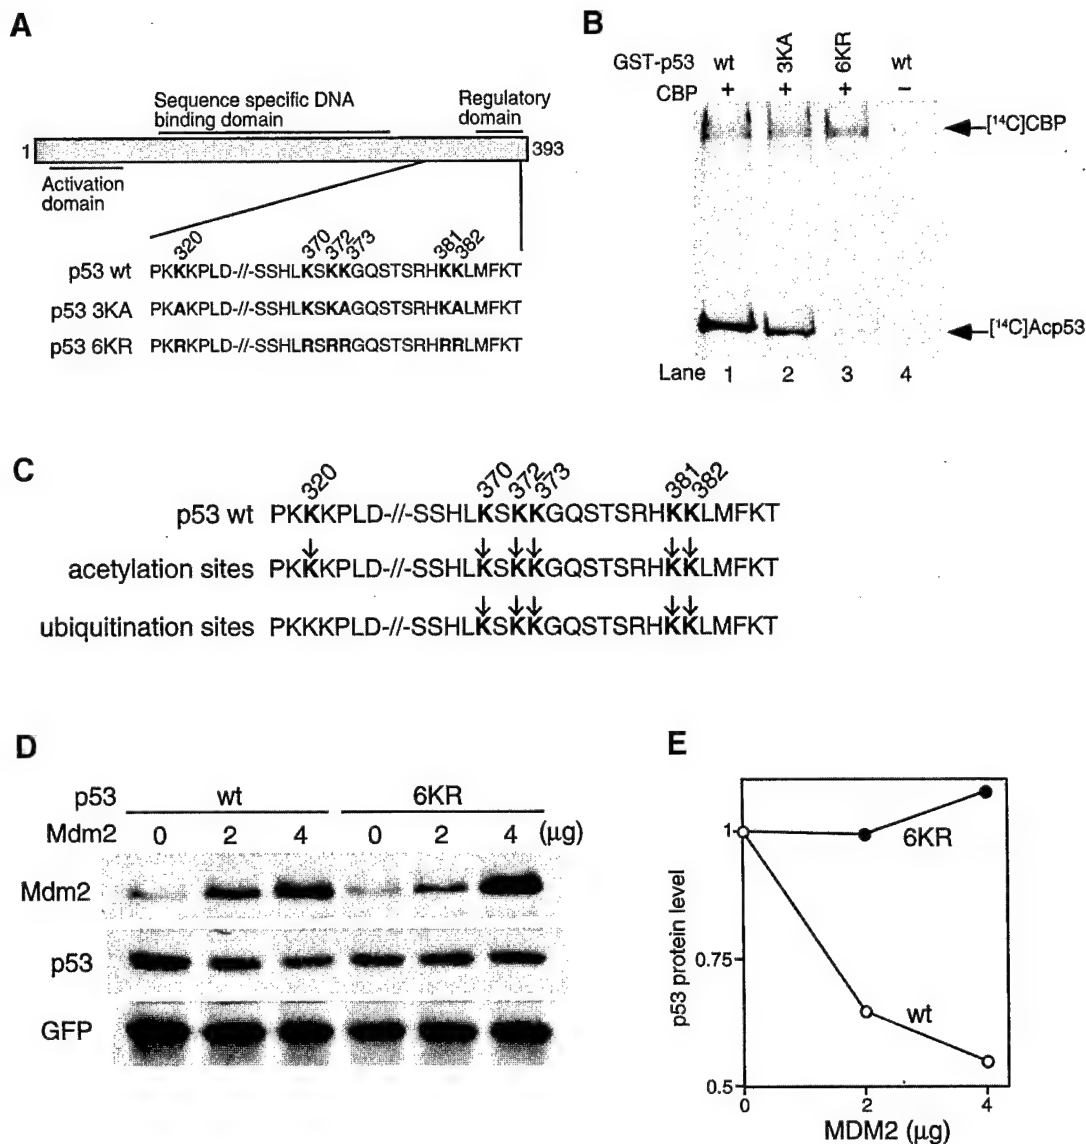 A
Sequence specific DNA
binding domain
Regulatory
domain
1
393
Activation
domain
320 370 372 373 381 382
p53 wt PKKKPLD-//-SSHLKSKKGQSTSRHKKLMFKT
p53 3KA PKAKPLD-//-SSHLKSKAGQSTSRHKALMFKT
p53 6KR PKRKPLD-//-SSHLRSRRGQSTSRHRRLMFKT
B
GST-p53 wt 3KA 6KR wt
CBP + + + −
[¹⁴C]CBP
[¹⁴C]Acp53
Lane 1 2 3 4
C
320 370 372 373 381 382
p53 wt PKKKPLD-//-SSHLKSKKGQSTSRHKKLMFKT
acetylation sites PKKKPLD-//-SSHLKSKKGQSTSRHKKLMFKT
ubiquitination sites PKKKPLD-//-SSHLKSKKGQSTSRHKKLMFKT
D
p53 wt 6KR
Mdm2 0 2 4 0 2 4 (μg)
Mdm2
p53
GFP
E
p53 protein level
1
0.75
0.5
6KR
wt
0 2 4
MDM2 (μg)